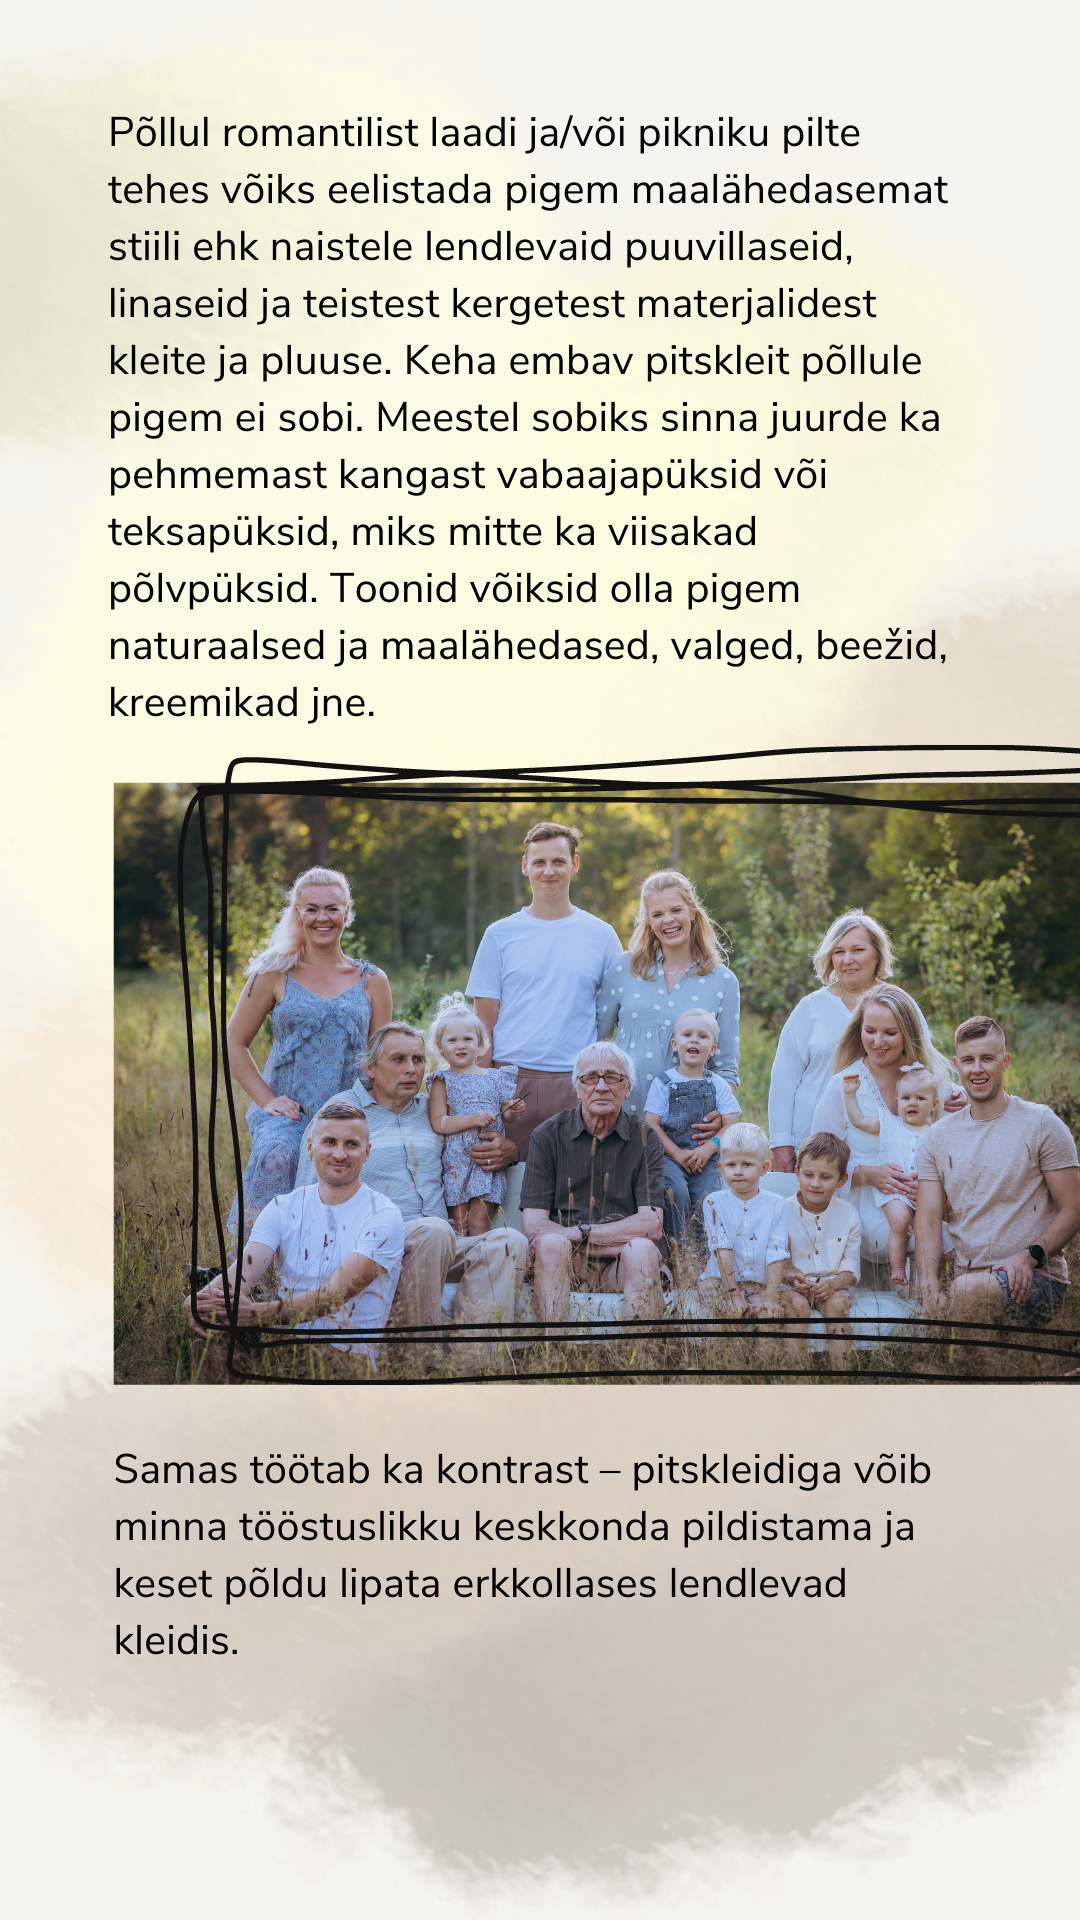 Põllul romantilist laadi ja/või pikniku pilte
tehes võiks eelistada pigem maalähedasemat
stiili ehk naistele lendlevaid puuvillaseid,
linaseid ja teistest kergetest materjalidest
kleite ja pluuse. Keha embav pitskleit põllule
pigem ei sobi. Meestel sobiks sinna juurde ka
pehmemast kangast vabaajapüksid või
teksapüksid, miks mitte ka viisakad
põlvpüksid. Toonid võiksid olla pigem
naturaalsed ja maalähedased, valged, beežid,
kreemikad jne.
Samas töötab ka kontrast – pitskleidiga võib
minna tööstuslikku keskkonda pildistama ja
keset põldu lipata erkkollases lendlevad
kleidis.